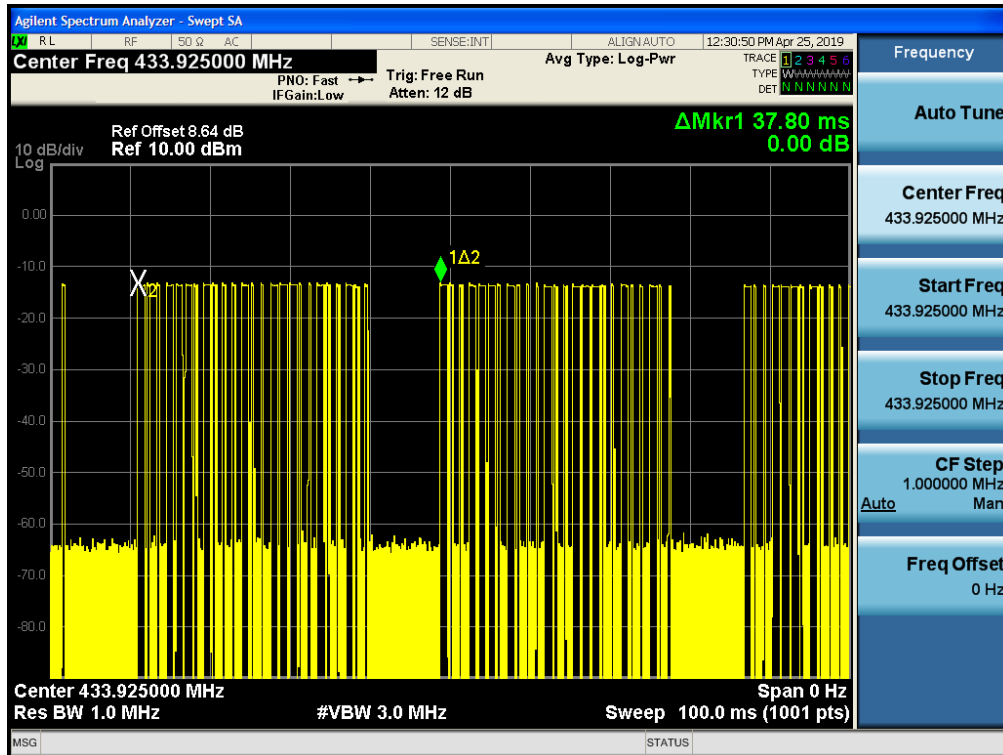 Agilent Spectrum Analyzer - Swept SA
LXI RL RF 50 Ω AC SENSE:INT ALIGN AUTO 12:30:50 PM Apr 25, 2019
Center Freq 433.925000 MHz
PNO: Fast
IFGain:Low
Trig: Free Run
Atten: 12 dB
Avg Type: Log-Pwr
TRACE 1 2 3 4 5 6
TYPE WWWWWWW
DET N N N N N N
ΔMkr1 37.80 ms
0.00 dB
Ref Offset 8.64 dB
10 dB/div Ref 10.00 dBm
Log
0.00
-10.0
-20.0
-30.0
-40.0
-50.0
-60.0
-70.0
-80.0
X2
1Δ2
Center 433.925000 MHz Span 0 Hz
Res BW 1.0 MHz #VBW 3.0 MHz Sweep 100.0 ms (1001 pts)
MSG STATUS
Frequency
Auto Tune
Center Freq
433.925000 MHz
Start Freq
433.925000 MHz
Stop Freq
433.925000 MHz
CF Step
1.000000 MHz
Auto Man
Freq Offset
0 Hz